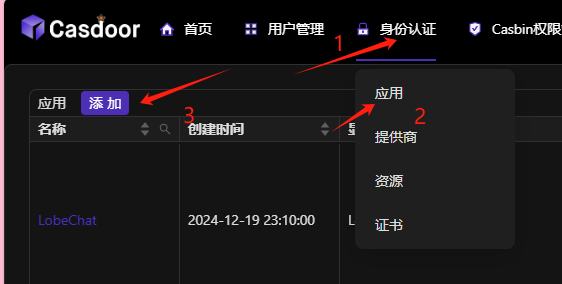 Casdoor 首页 用户管理 身份认证 Casbin权限
1
应用 添 加
应用
3
2
名称 创建时间
提供商
资源
LobeChat 2024-12-19 23:10:00 L
证书